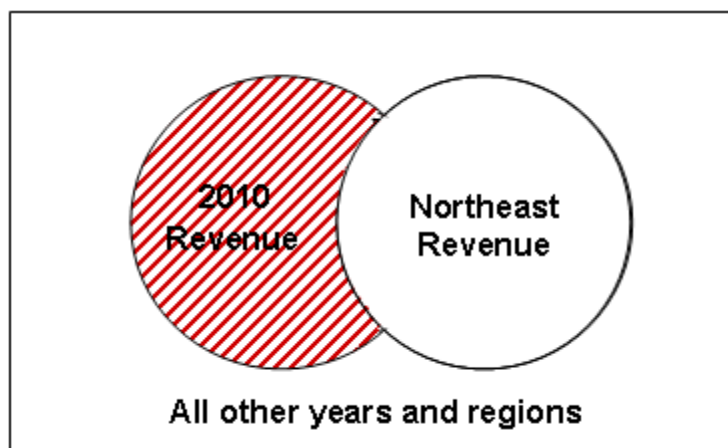 2010
Revenue
Northeast
Revenue
All other years and regions